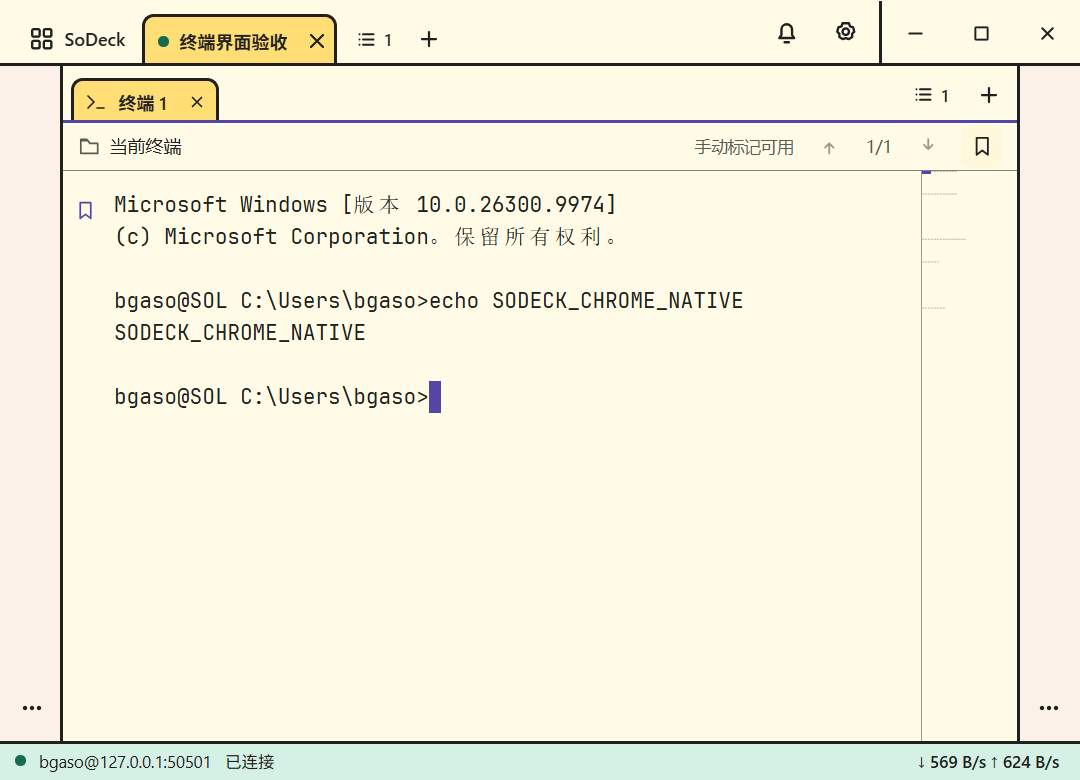 SoDeck
终端界面验收
1
终端 1
1
当前终端
手动标记可用
1/1
Microsoft Windows [版本 10.0.26300.9974]
(c) Microsoft Corporation。保留所有权利。
bgaso@SOL C:\Users\bgaso>echo SODECK_CHROME_NATIVE
SODECK_CHROME_NATIVE
bgaso@SOL C:\Users\bgaso>
bgaso@127.0.0.1:50501 已连接
↓ 569 B/s ↑ 624 B/s